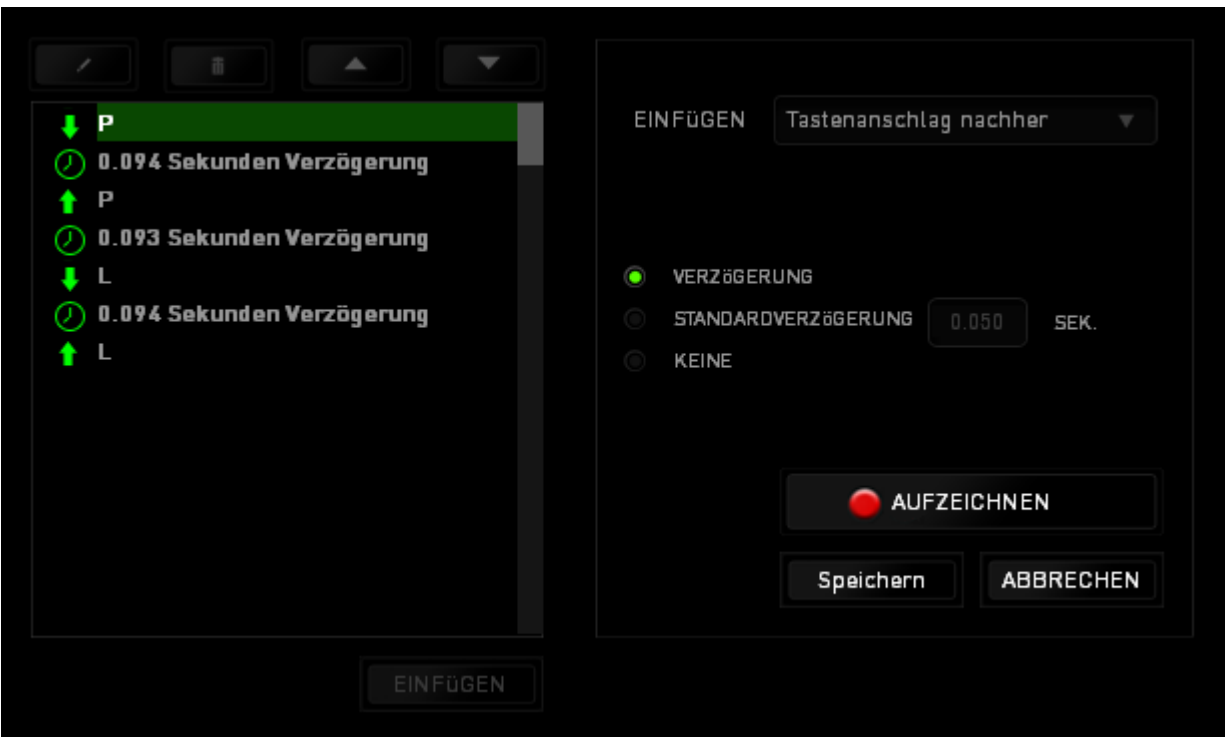 P
0.094 Sekunden Verzögerung
P
0.093 Sekunden Verzögerung
L
0.094 Sekunden Verzögerung
L
EINFüGEN
EINFüGEN Tastenanschlag nachher
VERZöGERUNG
STANDARDVERZöGERUNG 0.050 SEK.
KEINE
AUFZEICHNEN
Speichern ABBRECHEN